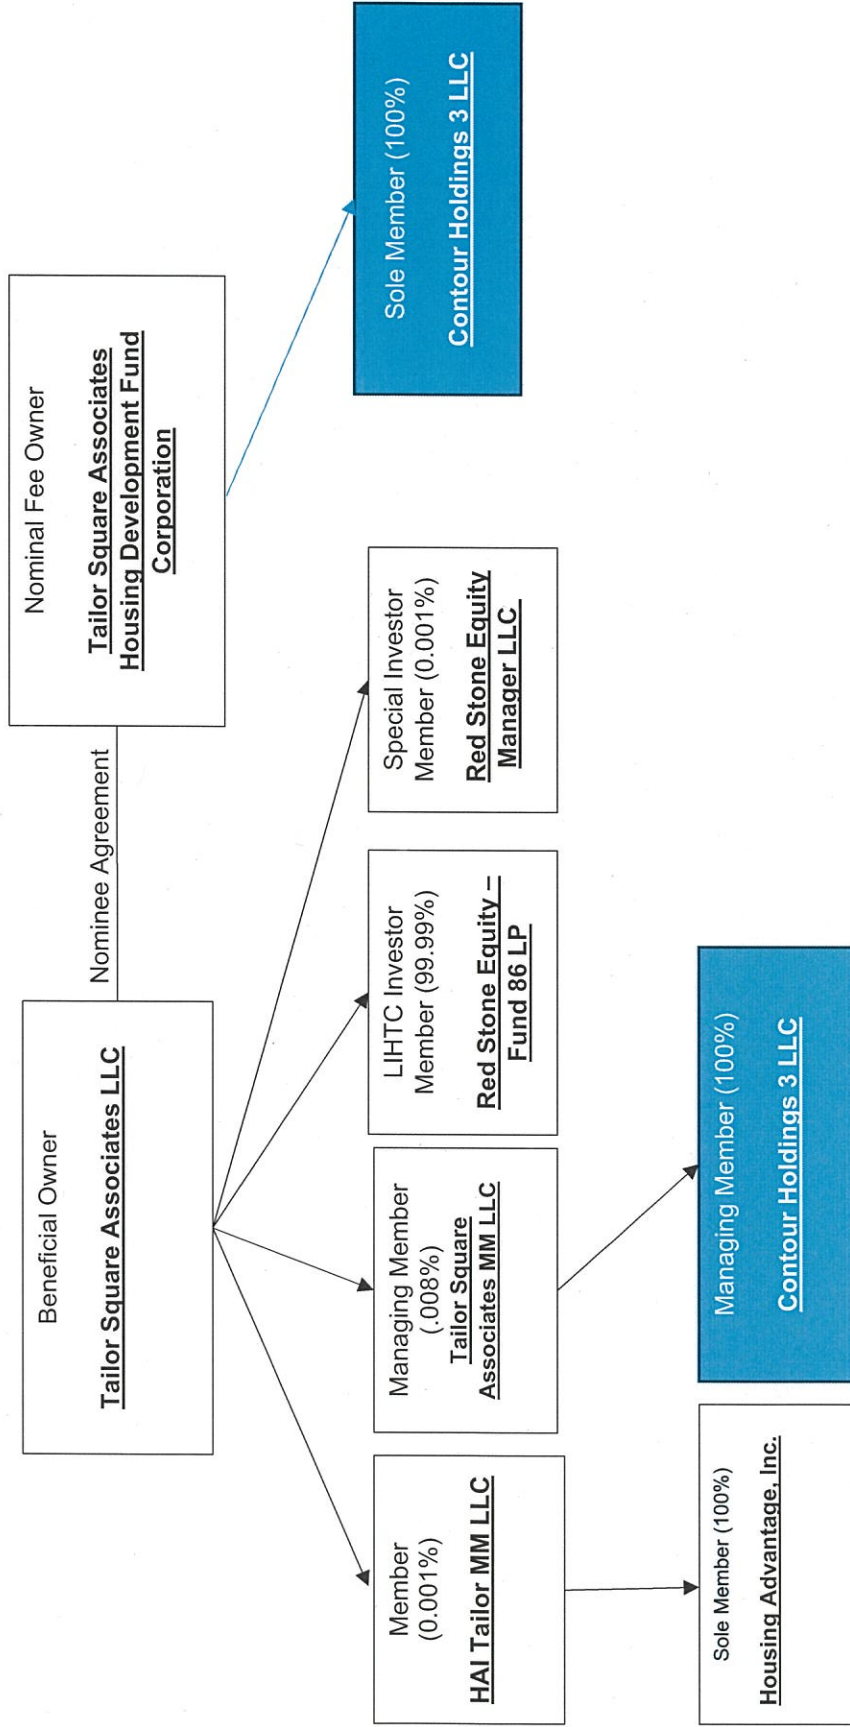 Beneficial Owner
Tailor Square Associates LLC
Nominee Agreement
Nominal Fee Owner
Tailor Square Associates
Housing Development Fund
Corporation
Member
(0.001%)
HAI Tailor MM LLC
Managing Member
(.008%)
Tailor Square
Associates MM LLC
LIHTC Investor
Member (99.99%)
Red Stone Equity –
Fund 86 LP
Special Investor
Member (0.001%)
Red Stone Equity
Manager LLC
Sole Member (100%)
Contour Holdings 3 LLC
Sole Member (100%)
Housing Advantage, Inc.
Managing Member (100%)
Contour Holdings 3 LLC